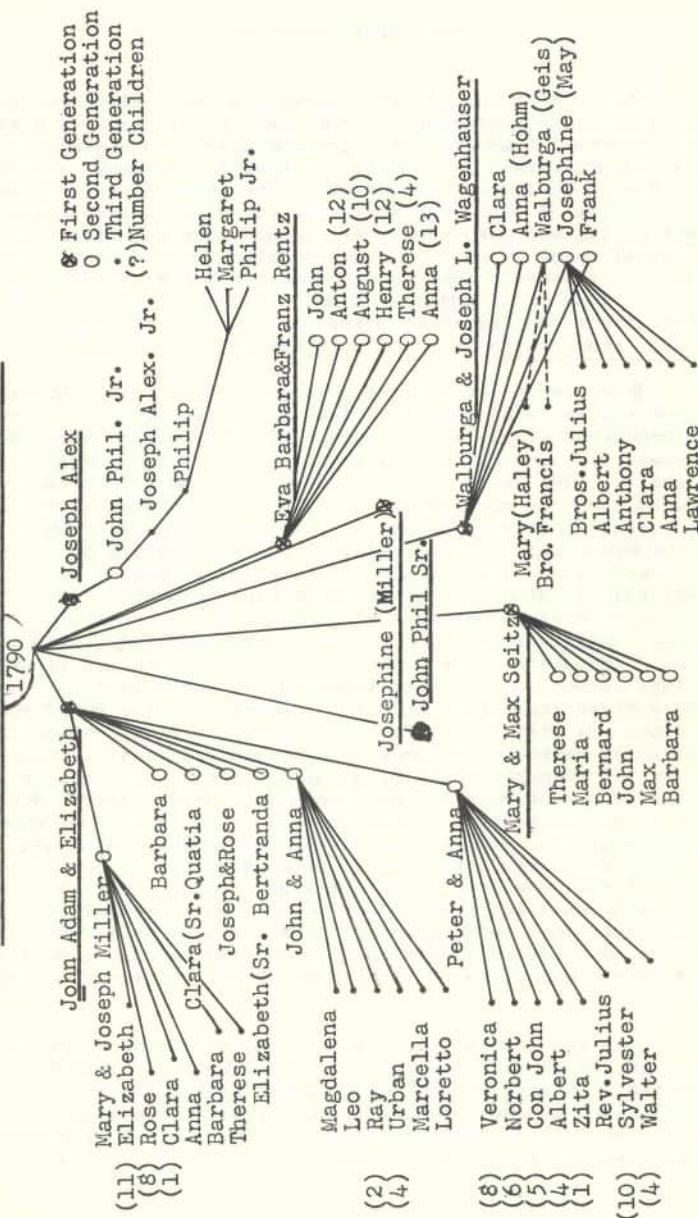 1790)
⊗ First Generation
O Second Generation
• Third Generation
(?)Number Children
Joseph Alex
John Phil. Jr.
Joseph Alex. Jr.
Philip
Helen
Margaret
Philip Jr.
John Adam & Elizabeth
Mary & Joseph Miller
(11) Elizabeth
(8) Rose
(1) Clara
Anna
Barbara
Therese
Barbara
Clara(Sr.Quatia)
Joseph&Rose
Elizabeth(Sr. Bertranda
John & Anna
Magdalena
Leo
(2) Ray
(4) Urban
Marcella
Loretto
Peter & Anna
(8) Veronica
(6) Norbert
(5) Con John
(4) Albert
(1) Zita
Rev.Julius
(10) Sylvester
(4) Walter
Eva Barbara&Franz Rentz
John
Anton (12)
August (10)
Henry (12)
Therese (4)
Anna (13)
Josephine (Miller)
John Phil Sr.
Walburga & Joseph L. Wagenhauser
Clara
Anna (Hohm)
Walburga (Geis)
Josephine (May)
Frank
Mary(Haley)
Bro. Francis
Bros.Julius
Albert
Anthony
Clara
Anna
Lawrence
Mary & Max Seitz
Therese
Maria
Bernard
John
Max
Barbara